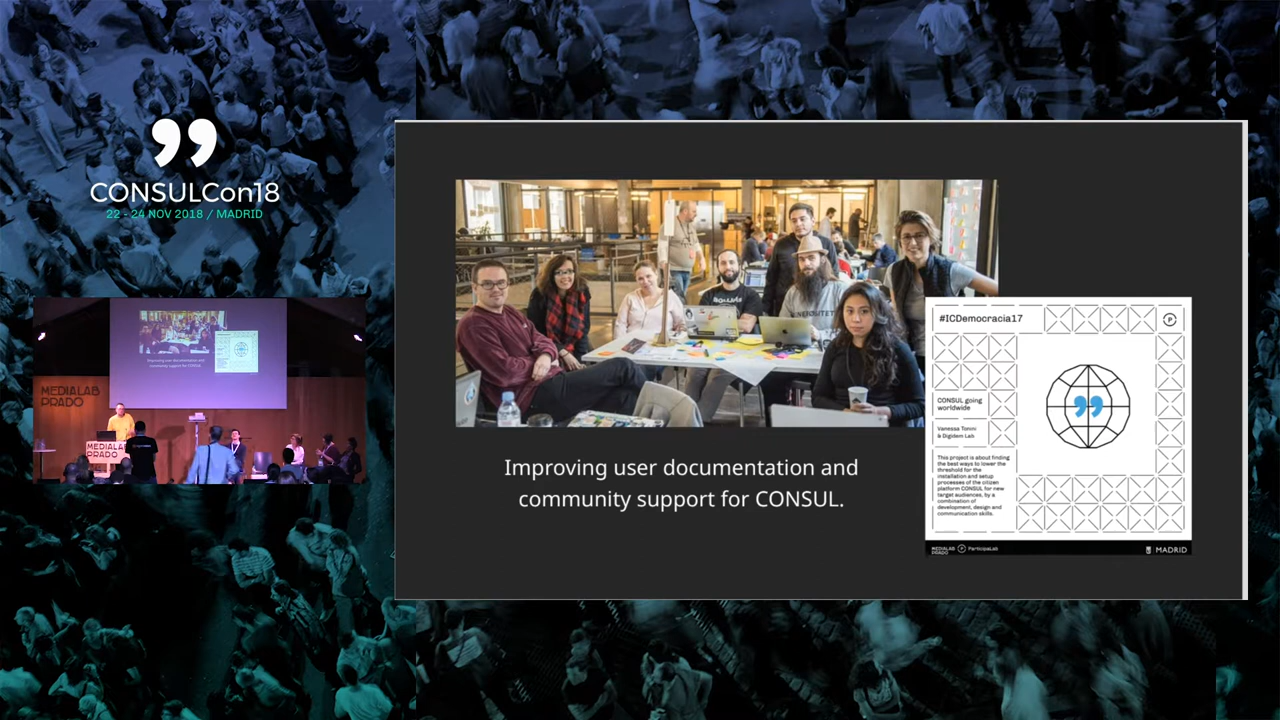 CONSULCon18
22 - 24 NOV 2018 / MADRID
MEDIALAB
PRADO
MEDIALAB
PRADO
Improving user documentation and
community support for CONSUL.
#ICDemocracia17
P
CONSUL going
worldwide
Vanessa Tonini
& Digidem Lab
This project is about finding
the best ways to lower the
threshold for the
installation and setup
processes of the citizen
platform CONSUL for new
target audiences, by a
combination of
development, design and
communication skills.
MEDIALAB
PRADO
P
ParticipaLab
MADRID